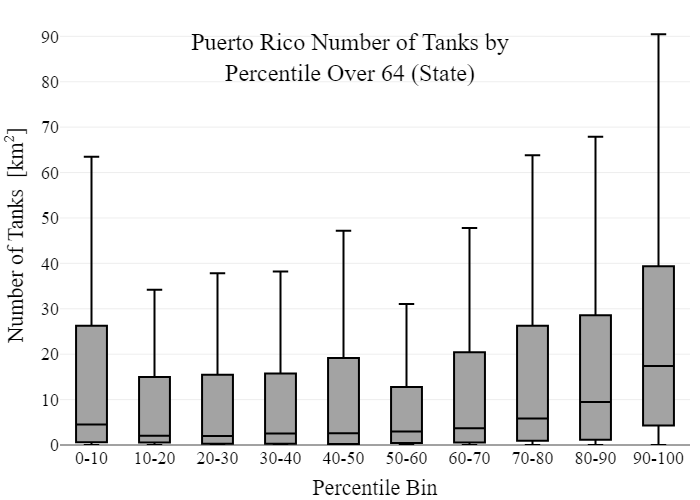 Puerto Rico Number of Tanks by
Percentile Over 64 (State)
Number of Tanks [km²]
90
80
70
60
50
40
30
20
10
0
0-10 10-20 20-30 30-40 40-50 50-60 60-70 70-80 80-90 90-100
Percentile Bin